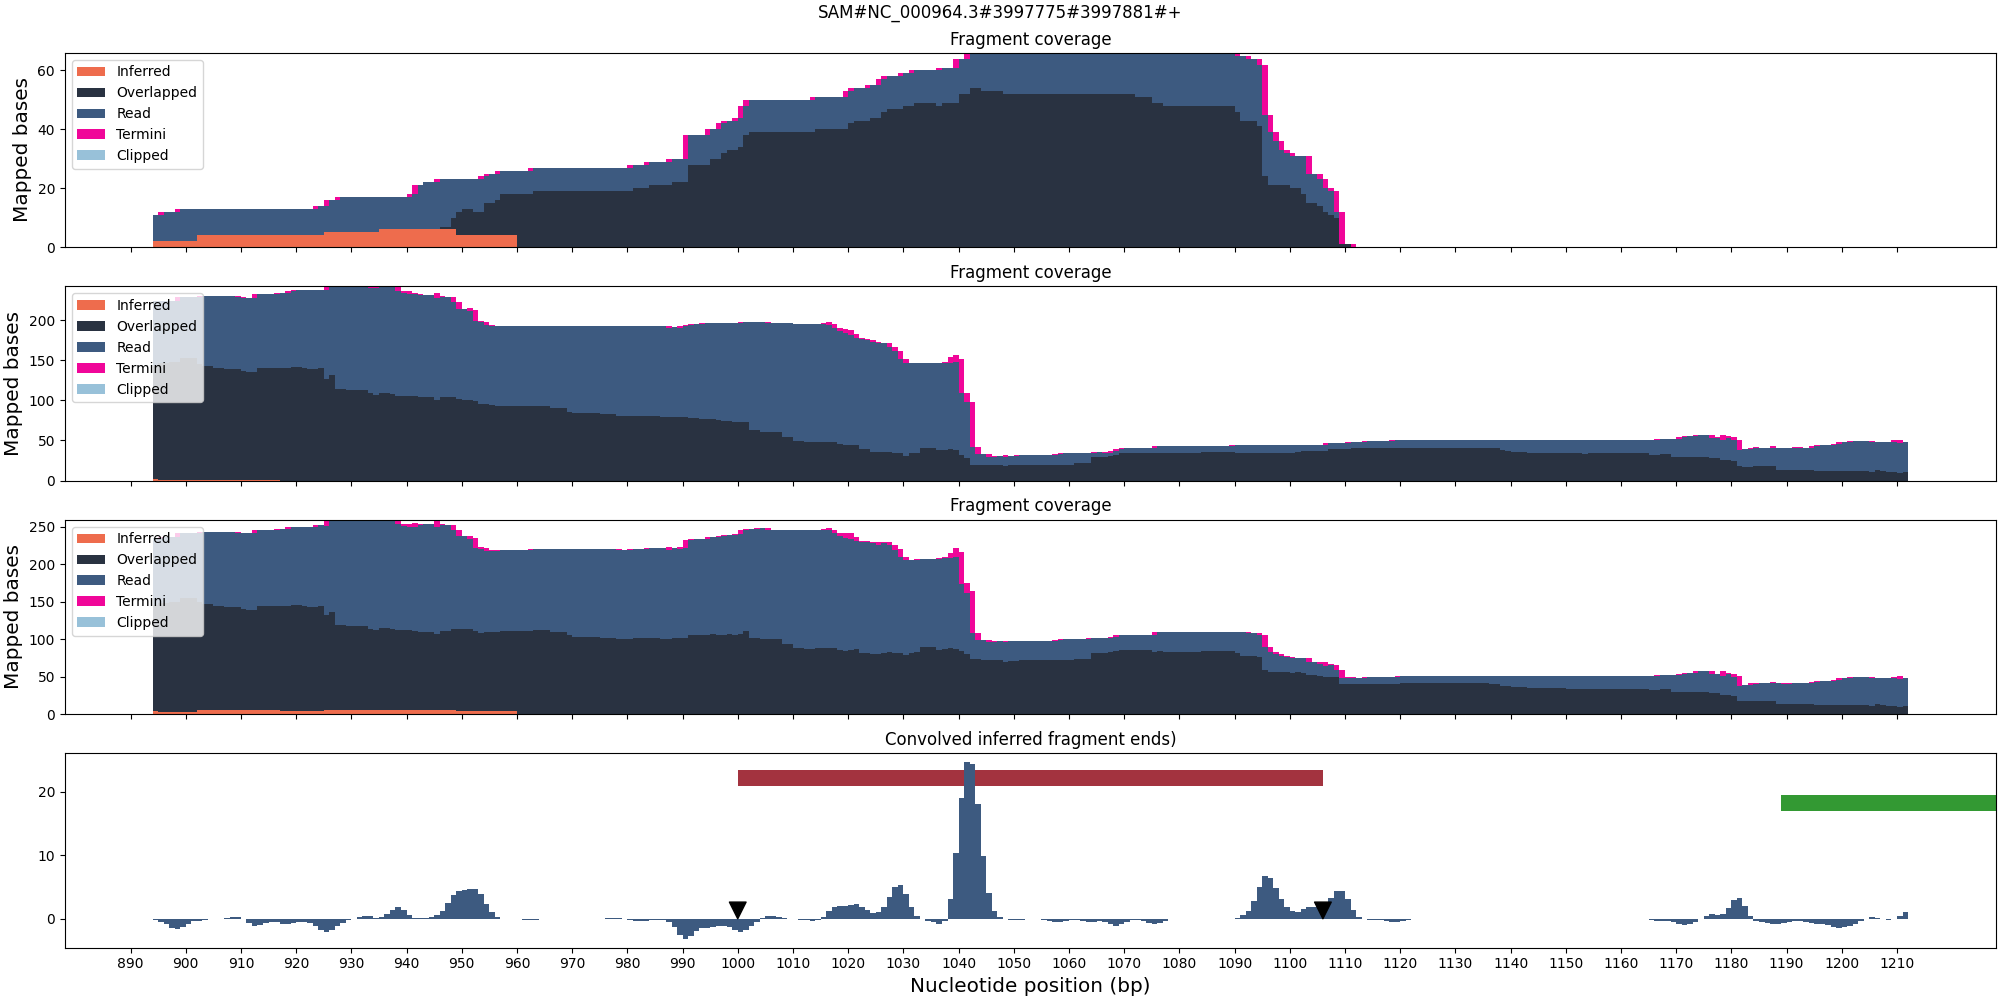 SAM#NC_000964.3#3997775#3997881#+
Fragment coverage
Mapped bases
60
40
20
0
Inferred
Overlapped
Read
Termini
Clipped
Fragment coverage
Mapped bases
200
150
100
50
0
Inferred
Overlapped
Read
Termini
Clipped
Fragment coverage
Mapped bases
250
200
150
100
50
0
Inferred
Overlapped
Read
Termini
Clipped
Convolved inferred fragment ends)
20
10
0
890 900 910 920 930 940 950 960 970 980 990 1000 1010 1020 1030 1040 1050 1060 1070 1080 1090 1100 1110 1120 1130 1140 1150 1160 1170 1180 1190 1200 1210
Nucleotide position (bp)